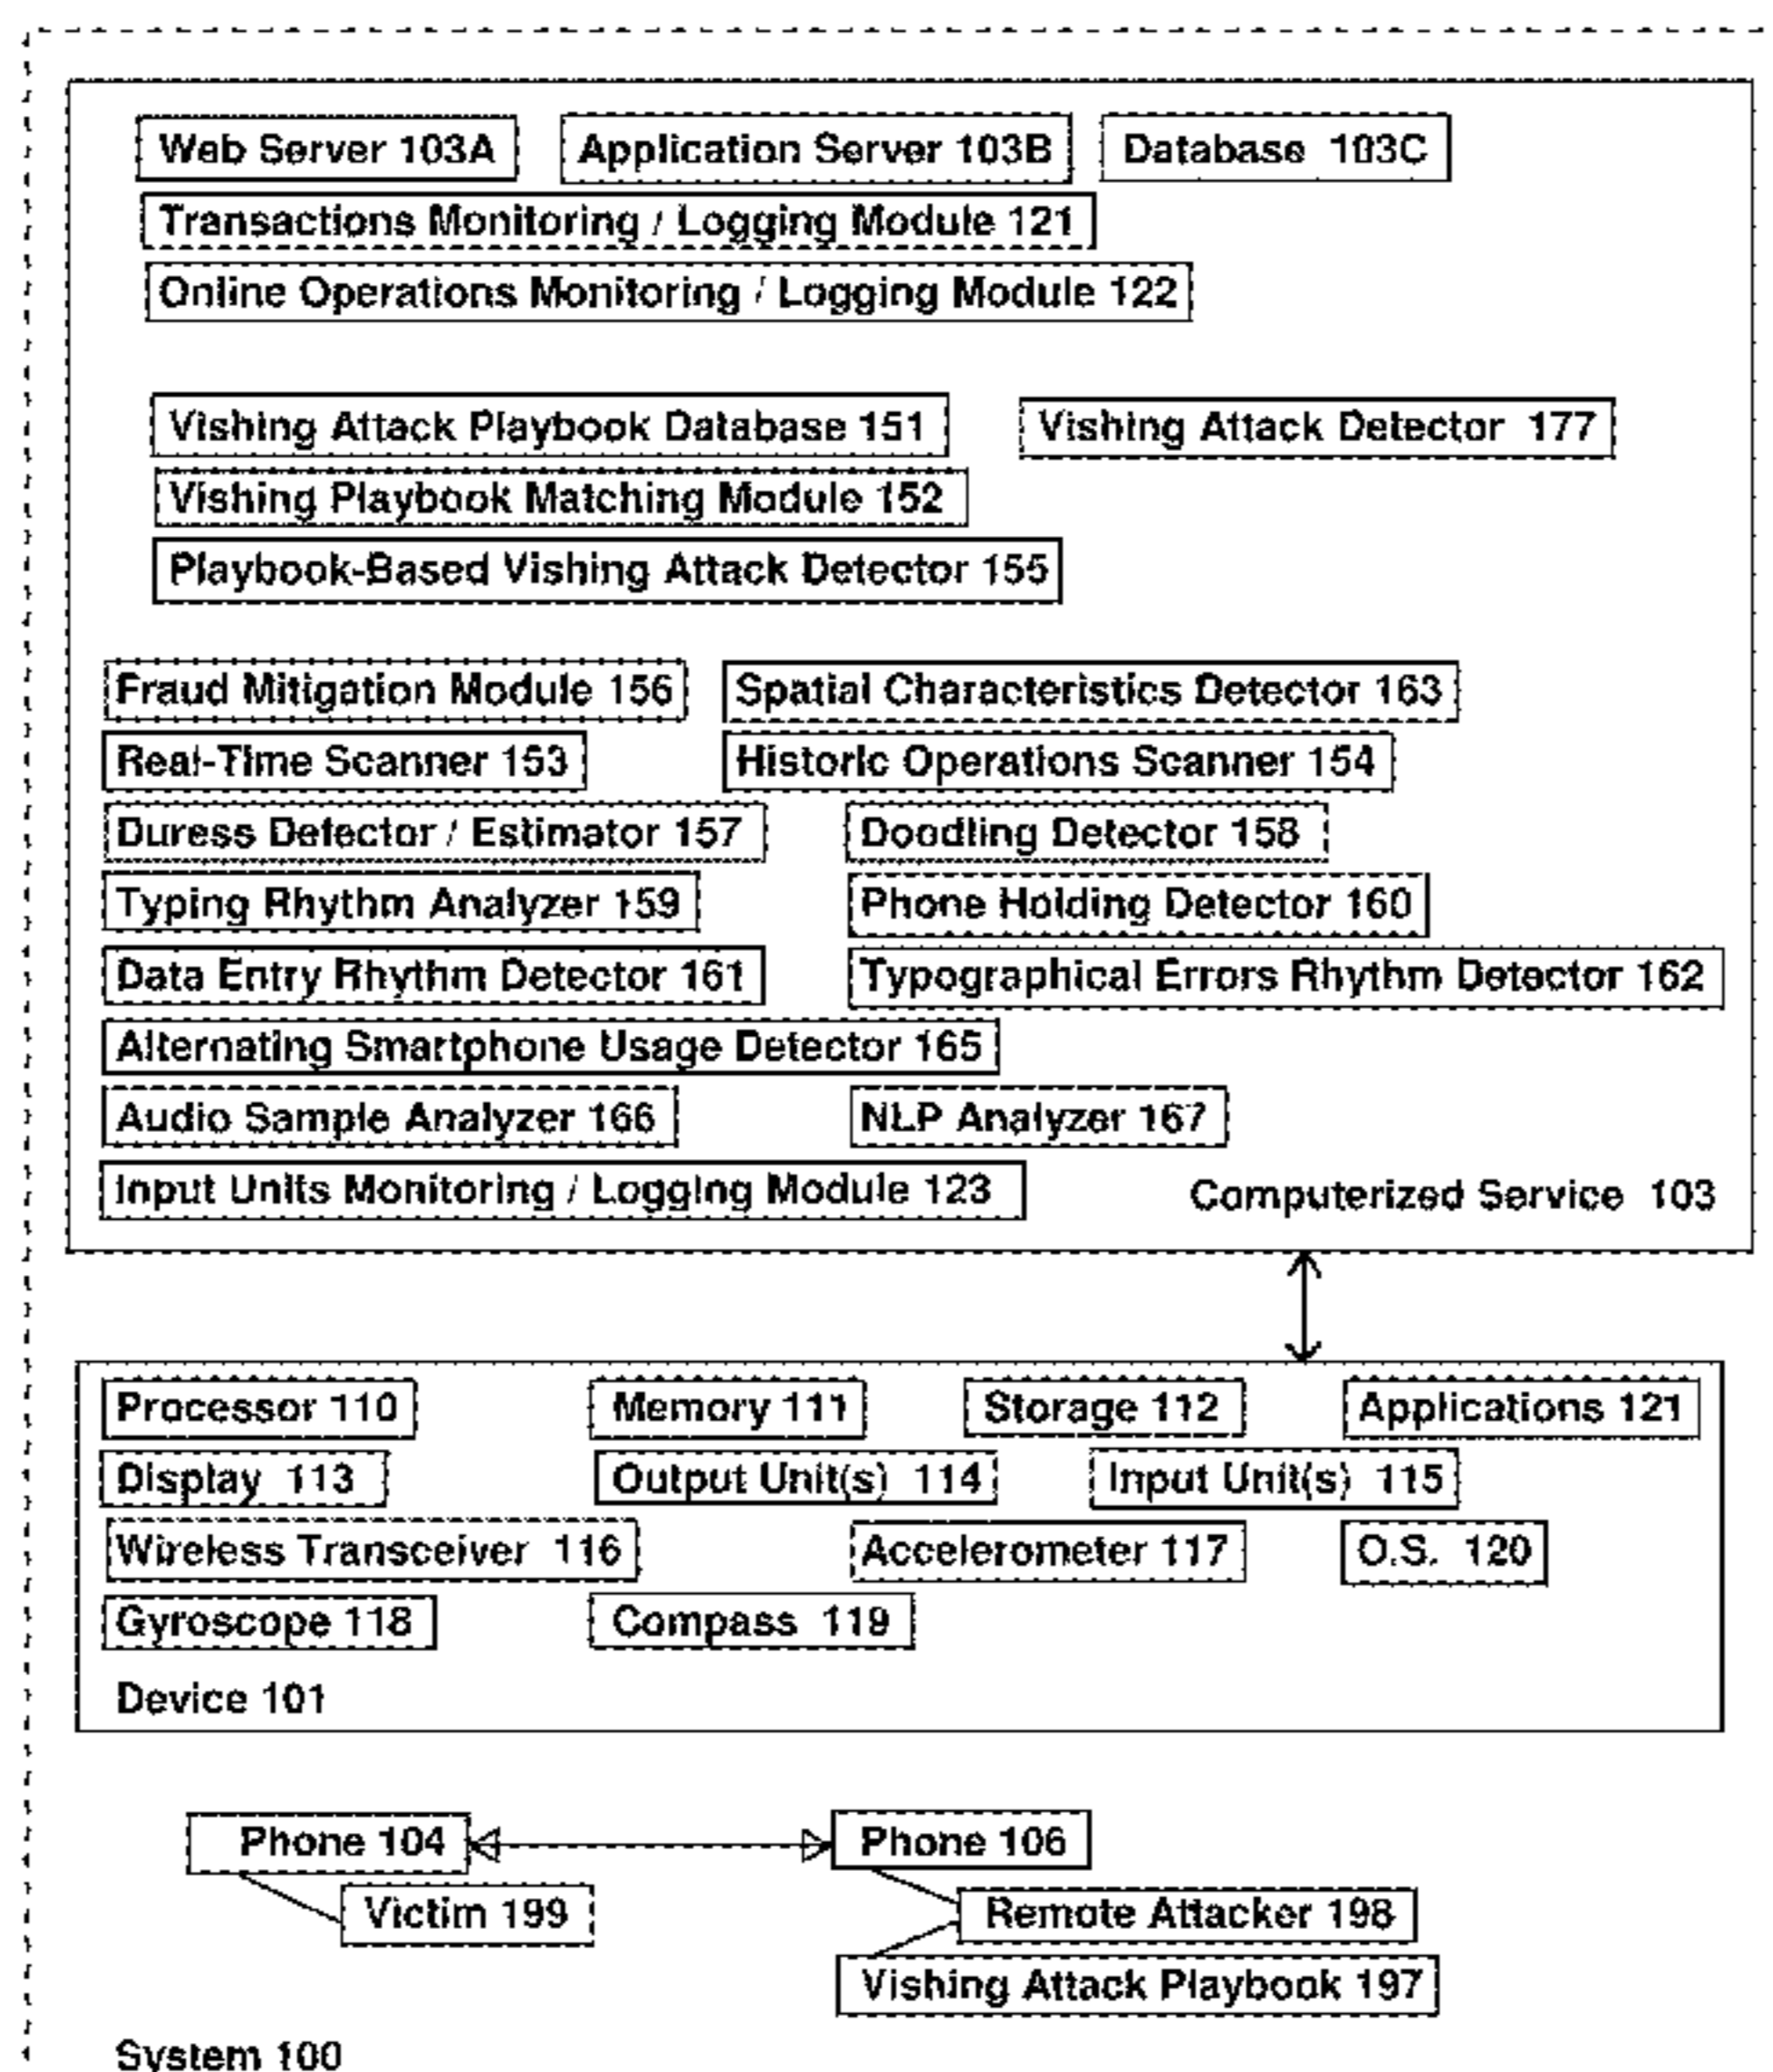 Web Server 103A Application Server 103B Database 103C
Transactions Monitoring / Logging Module 121
Online Operations Monitoring / Logging Module 122
Vishing Attack Playbook Database 151 Vishing Attack Detector 177
Vishing Playbook Matching Module 152
Playbook-Based Vishing Attack Detector 155
Fraud Mitigation Module 156 Spatial Characteristics Detector 163
Real-Time Scanner 153 Historic Operations Scanner 154
Duress Detector / Estimator 157 Doodling Detector 158
Typing Rhythm Analyzer 159 Phone Holding Detector 160
Data Entry Rhythm Detector 161 Typographical Errors Rhythm Detector 162
Alternating Smartphone Usage Detector 165
Audio Sample Analyzer 166 NLP Analyzer 167
Input Units Monitoring / Logging Module 123 Computerized Service 103
Processor 110 Memory 111 Storage 112 Applications 121
Display 113 Output Unit(s) 114 Input Unit(s) 115
Wireless Transceiver 116 Accelerometer 117 O.S. 120
Gyroscope 118 Compass 119
Device 101
Phone 104 Phone 106
Victim 199 Remote Attacker 198
Vishing Attack Playbook 197
System 100